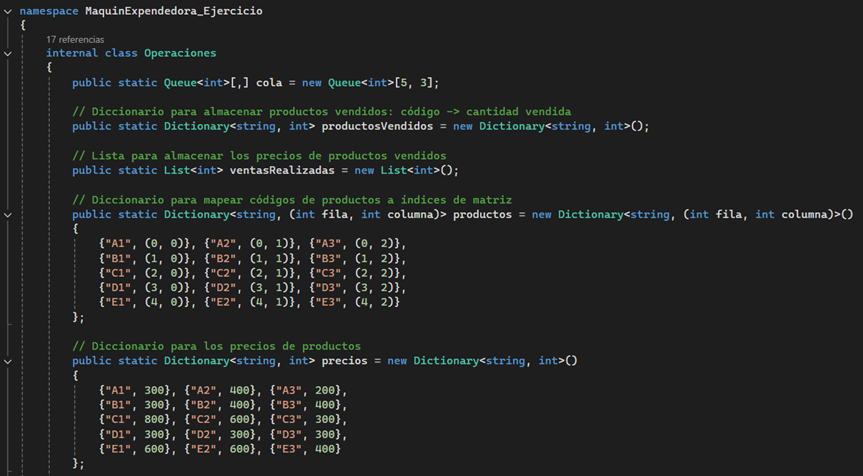 namespace MaquinExpendedora_Ejercicio
{
17 referencias
internal class Operaciones
{
public static Queue<int>[,] cola = new Queue<int>[5, 3];
// Diccionario para almacenar productos vendidos: código -> cantidad vendida
public static Dictionary<string, int> productosVendidos = new Dictionary<string, int>();
// Lista para almacenar los precios de productos vendidos
public static List<int> ventasRealizadas = new List<int>();
// Diccionario para mapear códigos de productos a índices de matriz
public static Dictionary<string, (int fila, int columna)> productos = new Dictionary<string, (int fila, int columna)>()
{
{"A1", (0, 0)}, {"A2", (0, 1)}, {"A3", (0, 2)},
{"B1", (1, 0)}, {"B2", (1, 1)}, {"B3", (1, 2)},
{"C1", (2, 0)}, {"C2", (2, 1)}, {"C3", (2, 2)},
{"D1", (3, 0)}, {"D2", (3, 1)}, {"D3", (3, 2)},
{"E1", (4, 0)}, {"E2", (4, 1)}, {"E3", (4, 2)}
};
// Diccionario para los precios de productos
public static Dictionary<string, int> precios = new Dictionary<string, int>()
{
{"A1", 300}, {"A2", 400}, {"A3", 200},
{"B1", 300}, {"B2", 400}, {"B3", 400},
{"C1", 800}, {"C2", 600}, {"C3", 300},
{"D1", 300}, {"D2", 300}, {"D3", 300},
{"E1", 600}, {"E2", 600}, {"E3", 400}
};